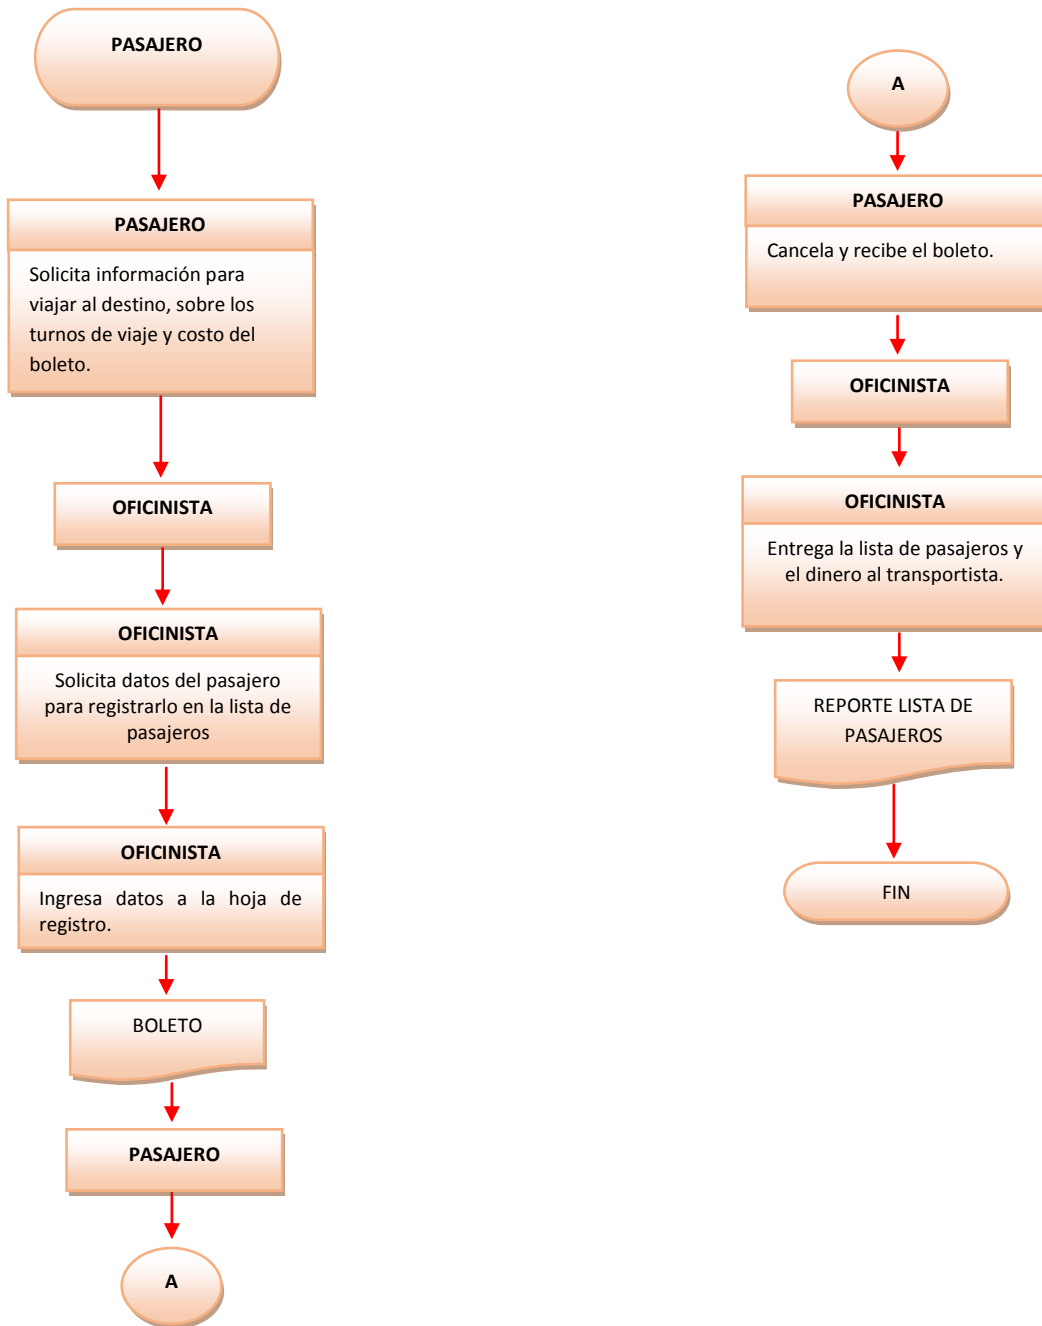 PASAJERO
PASAJERO
Solicita información para
viajar al destino, sobre los
turnos de viaje y costo del
boleto.
OFICINISTA
OFICINISTA
Solicita datos del pasajero
para registrarlo en la lista de
pasajeros
OFICINISTA
Ingresa datos a la hoja de
registro.
BOLETO
PASAJERO
A
A
PASAJERO
Cancela y recibe el boleto.
OFICINISTA
OFICINISTA
Entrega la lista de pasajeros y
el dinero al transportista.
REPORTE LISTA DE
PASAJEROS
FIN